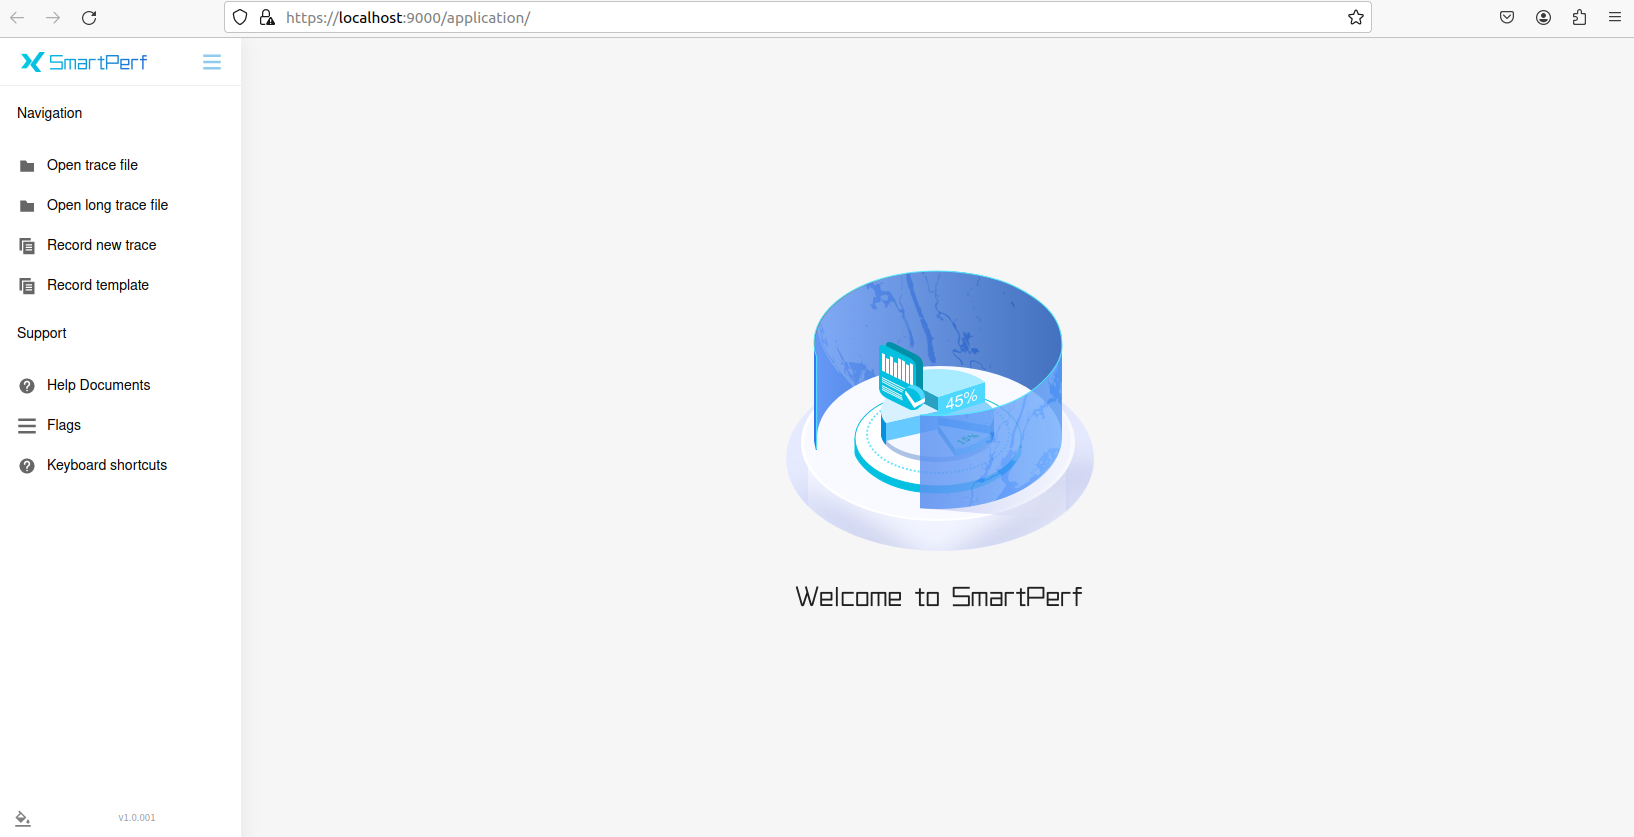 https://localhost:9000/application/
SmartPerf
Navigation
Open trace file
Open long trace file
Record new trace
Record template
Support
Help Documents
Flags
Keyboard shortcuts
45%
15%
Welcome to SmartPerf
v1.0.001